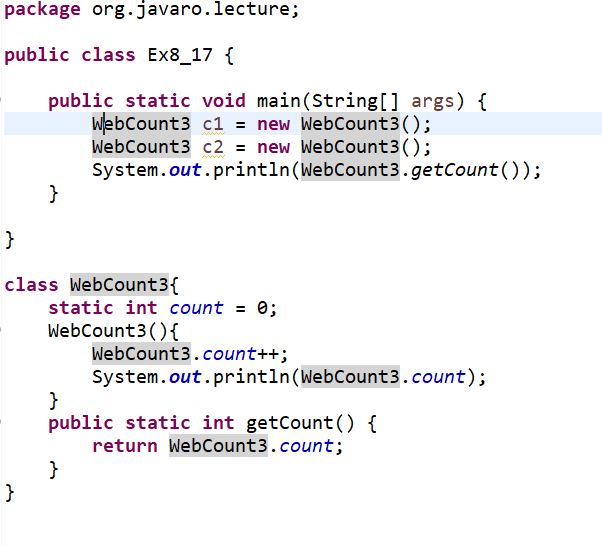 package org.javaro.lecture;
public class Ex8_17 {
public static void main(String[] args) {
WebCount3 c1 = new WebCount3();
WebCount3 c2 = new WebCount3();
System.out.println(WebCount3.getCount());
}
}
class WebCount3{
static int count = 0;
WebCount3(){
WebCount3.count++;
System.out.println(WebCount3.count);
}
public static int getCount() {
return WebCount3.count;
}
}